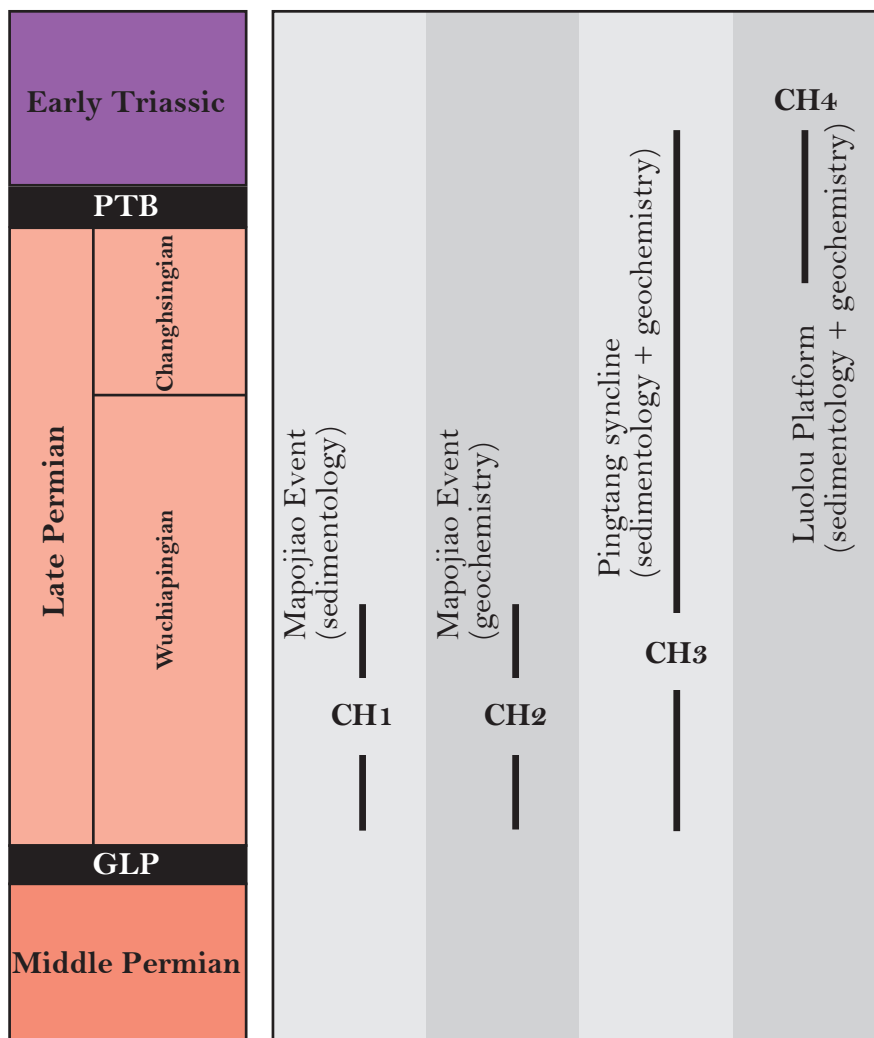 Early Triassic
PTB
Late Permian
Changhsingian
Wuchiapingian
GLP
Middle Permian
Mapojiao Event
(sedimentology)
CH1
Mapojiao Event
(geochemistry)
CH2
Pingtang syncline
(sedimentology + geochemistry)
CH3
CH4
Luolou Platform
(sedimentology + geochemistry)